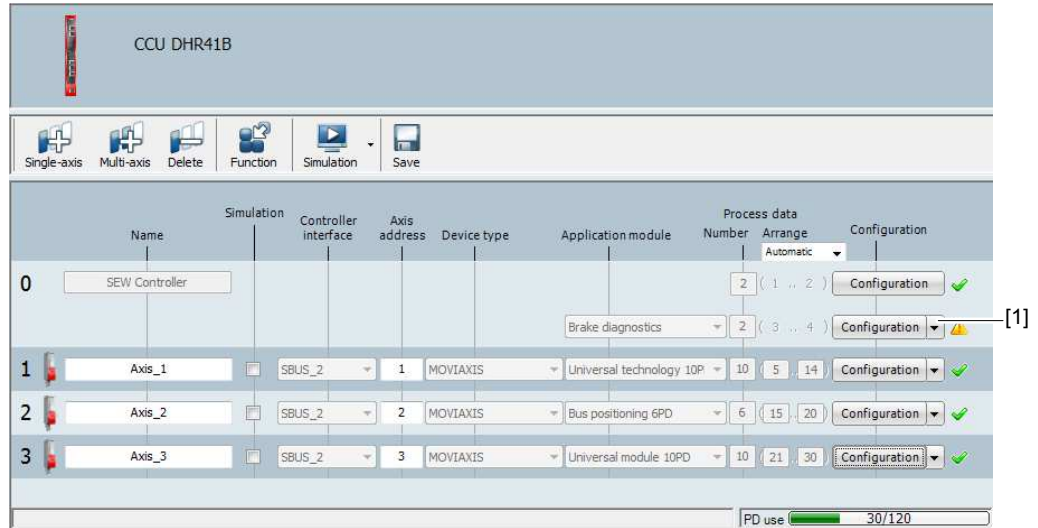 CCU DHR41B
Single-axis Multi-axis Delete Function Simulation Save
Name Simulation Controller interface Axis address Device type Application module Process data Number Arrange Configuration
Automatic
0 SEW Controller 2 ( 1 .. 2 ) Configuration
Brake diagnostics 2 ( 3 .. 4 ) Configuration [1]
1 Axis_1 SBUS_2 1 MOVIAXIS Universal technology 10P 10 ( 5 .. 14 ) Configuration
2 Axis_2 SBUS_2 2 MOVIAXIS Bus positioning 6PD 6 ( 15 .. 20 ) Configuration
3 Axis_3 SBUS_2 3 MOVIAXIS Universal module 10PD 10 ( 21 .. 30 ) Configuration
PD use 30/120